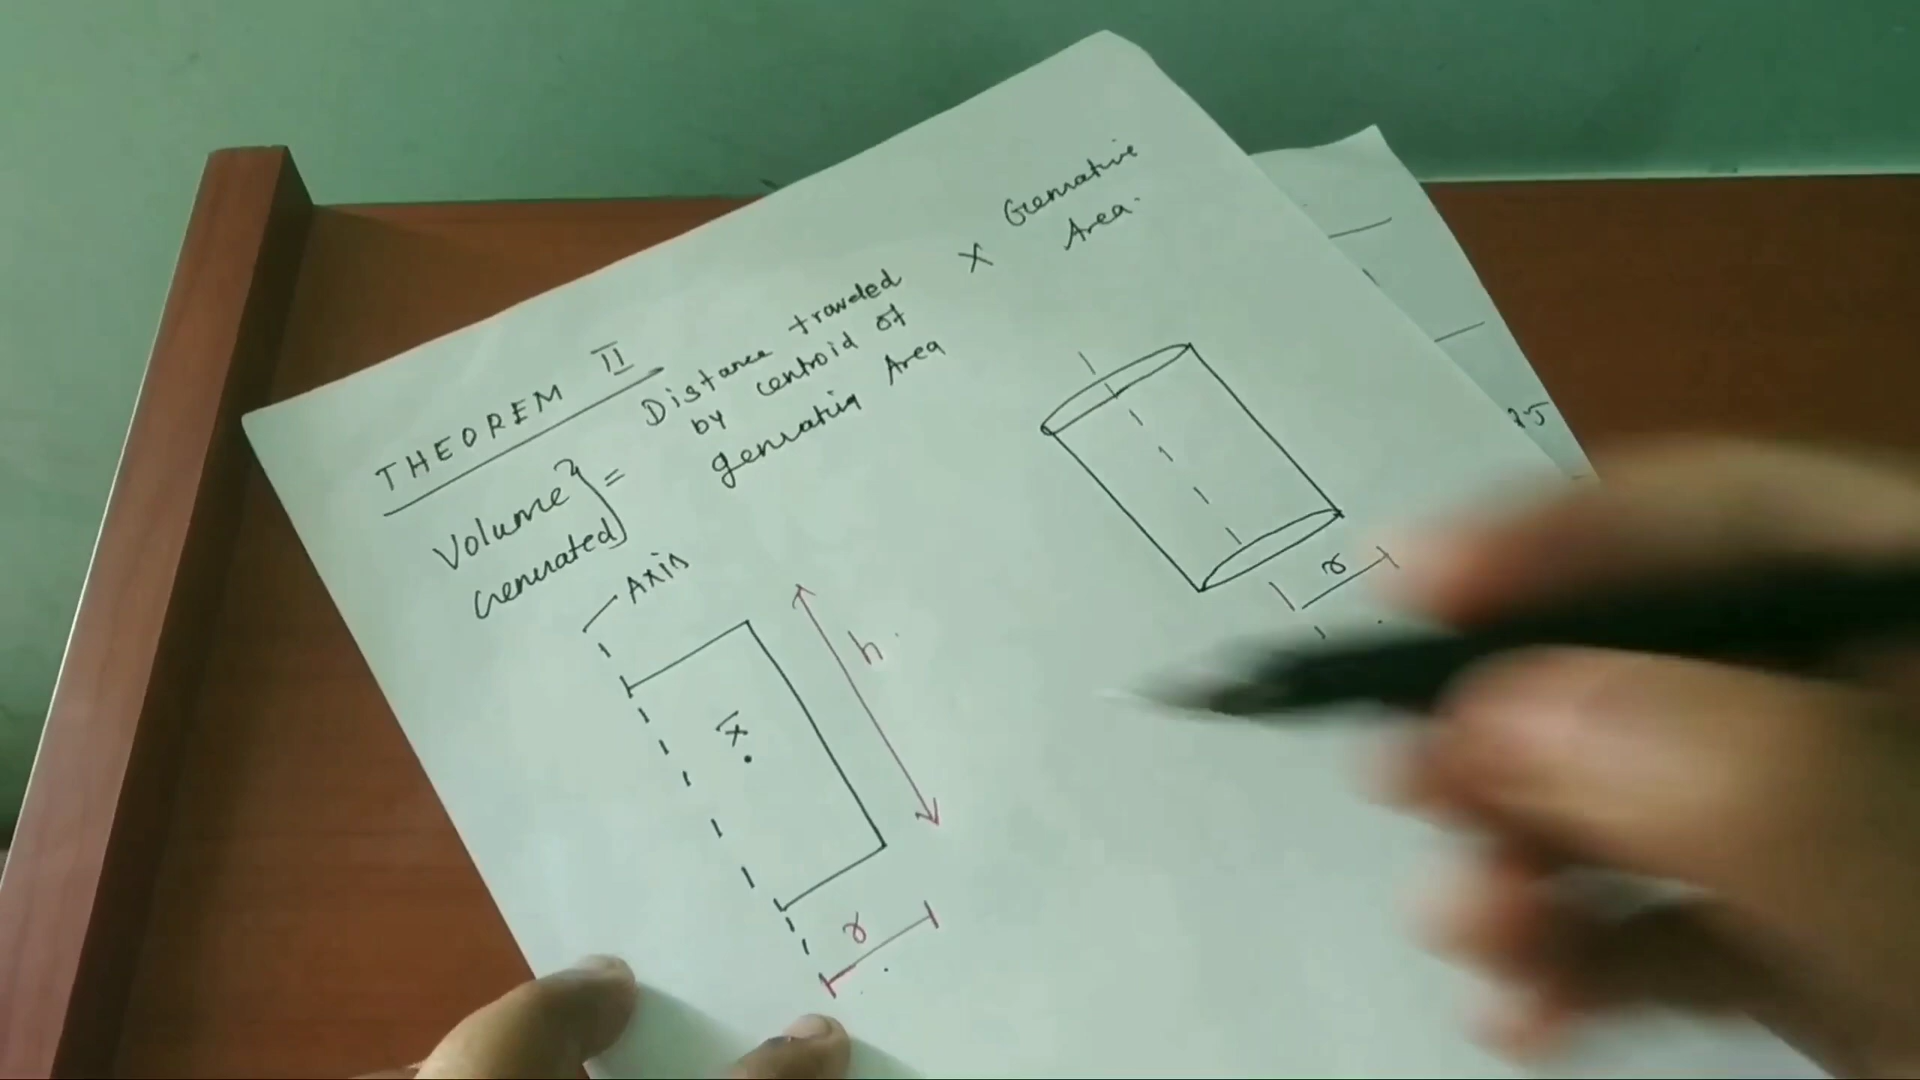 THEOREM II
Volume } = Distance traveled × Generative
Generated by centroid of Area.
generating Area
Axis
h
x̄
r
r